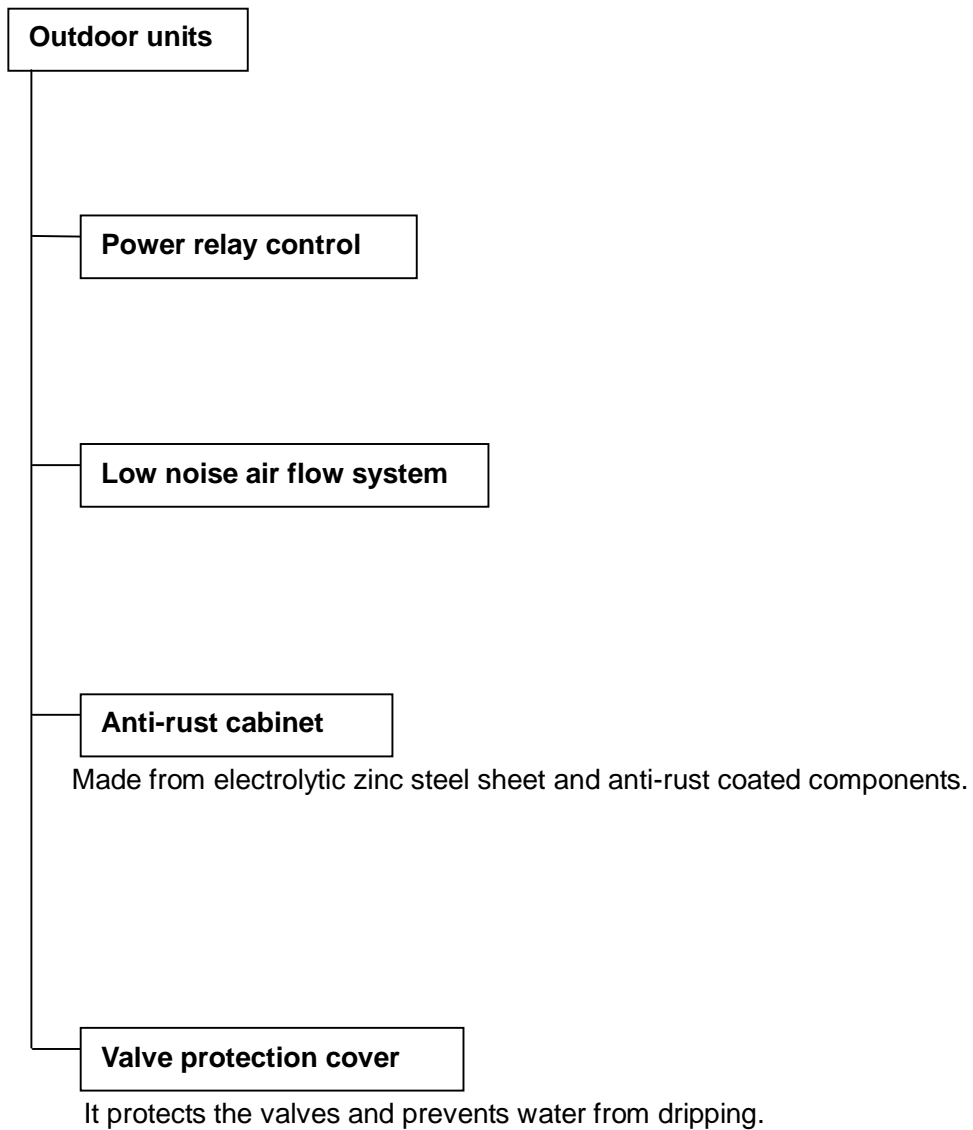 Outdoor units
Power relay control
Low noise air flow system
Anti-rust cabinet
Made from electrolytic zinc steel sheet and anti-rust coated components.
Valve protection cover
It protects the valves and prevents water from dripping.